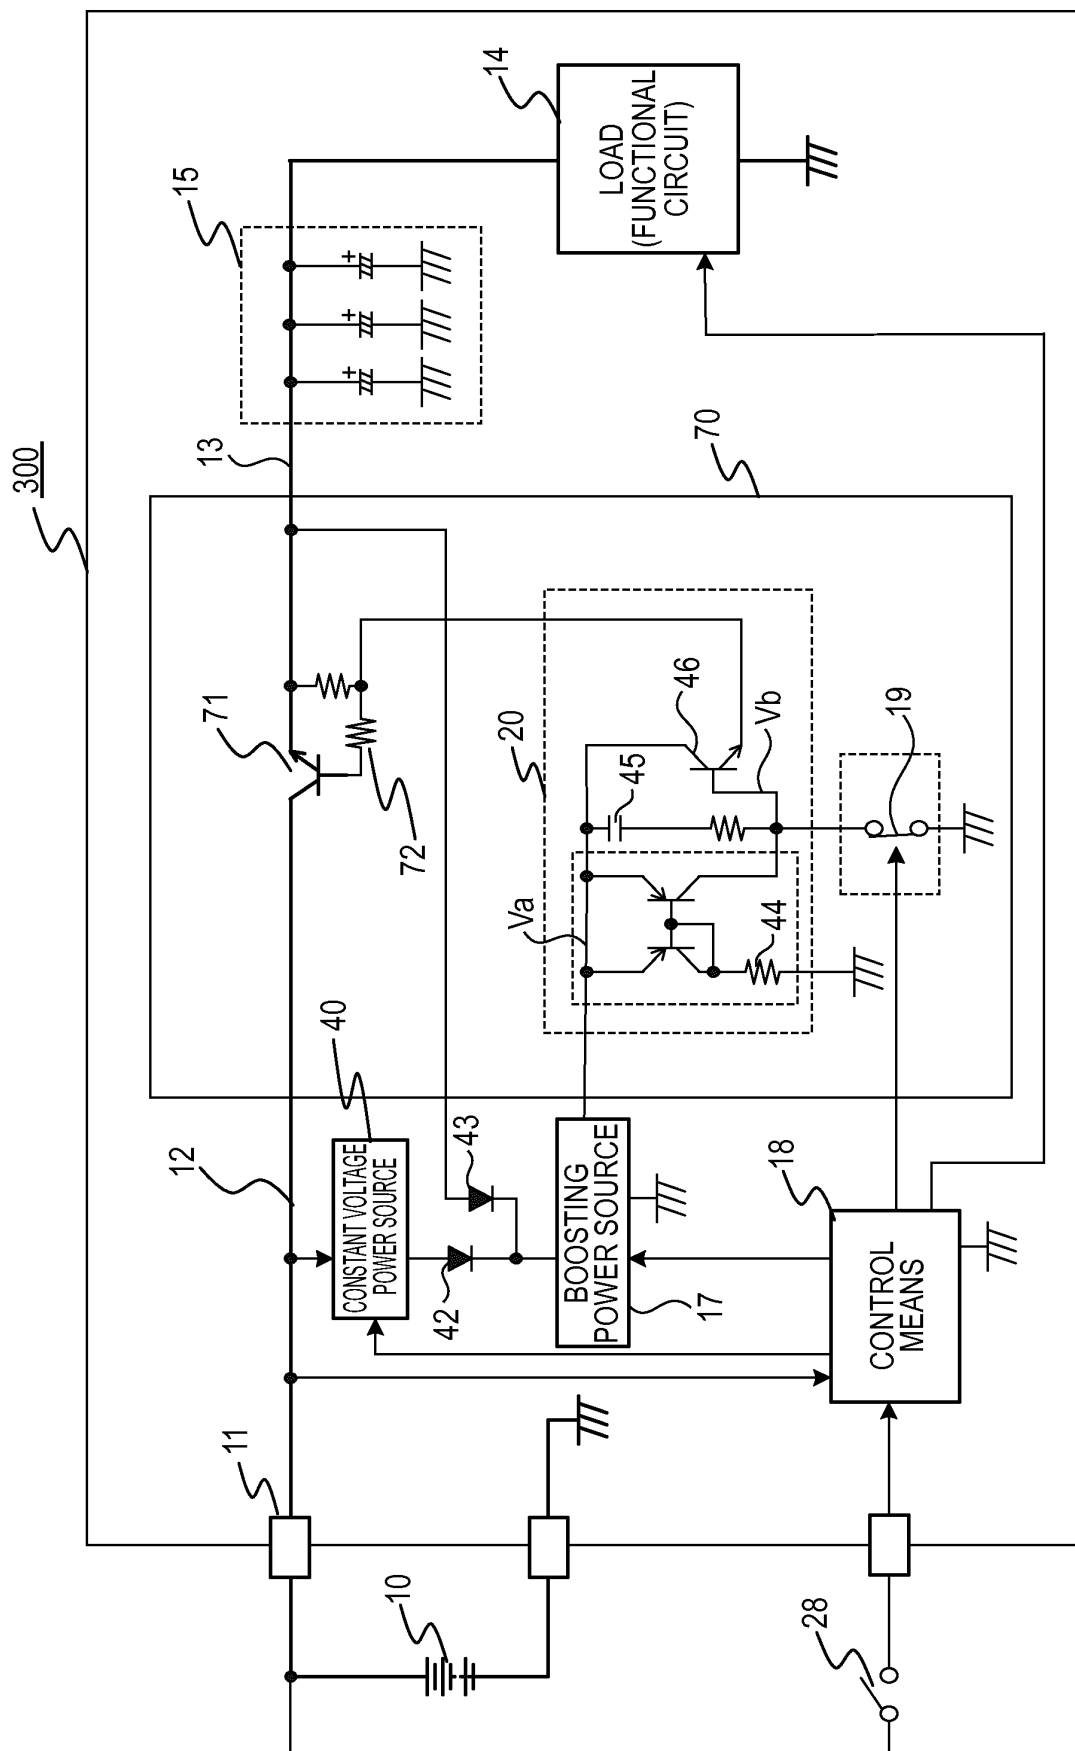 300
15
14
LOAD
(FUNCTIONAL
CIRCUIT)
13
70
71
72
20
46
45
Vb
19
Va
44
12
40
CONSTANT VOLTAGE
POWER SOURCE
43
42
BOOSTING
POWER SOURCE
17
18
CONTROL
MEANS
11
10
28
+
+
+